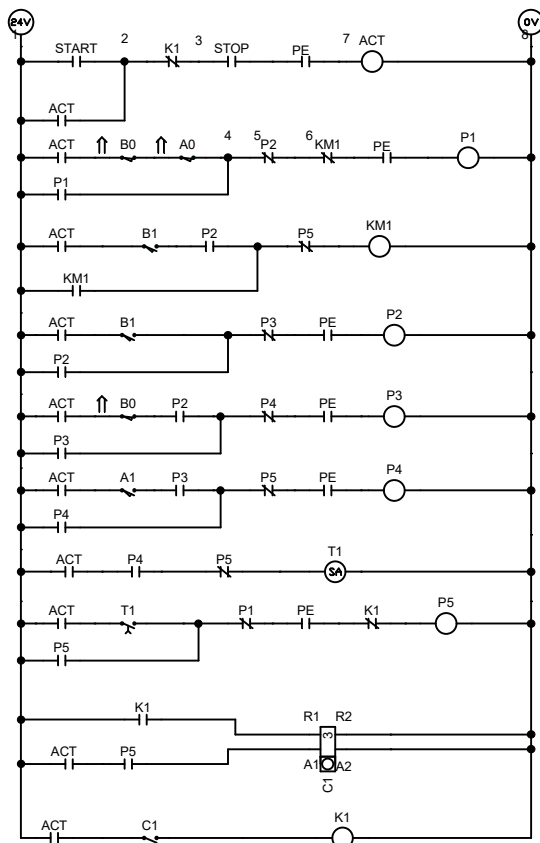 24V 0V
1 2 3 7 8
START K1 STOP PE ACT
ACT
4 5 6
ACT B0 A0 P2 KM1 PE P1
P1
ACT B1 P2 P5 KM1
KM1
ACT B1 P3 PE P2
P2
ACT B0 P2 P4 PE P3
P3
ACT A1 P3 P5 PE P4
P4
ACT P4 P5 T1
SA
ACT T1 P1 PE K1 P5
P5
K1 R1 3 R2
ACT P5 A1 A2
C1
ACT C1 K1